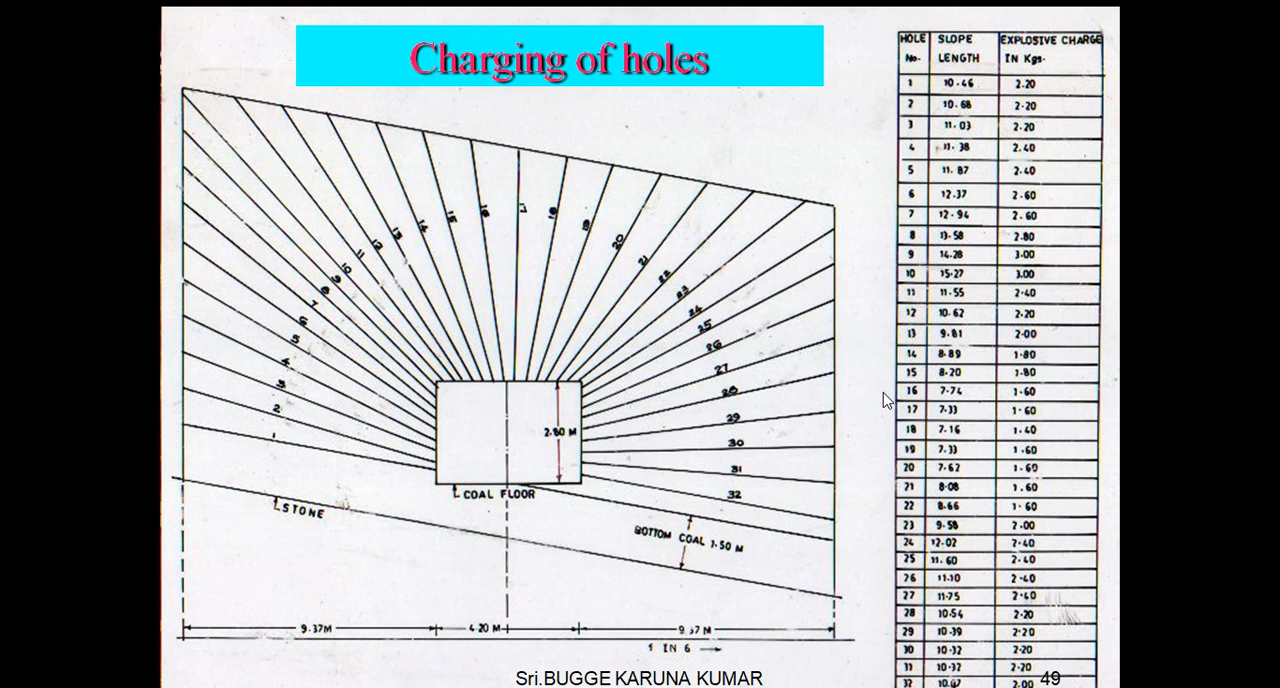 Charging of holes
HOLE No. SLOPE LENGTH EXPLOSIVE CHARGE IN Kgs.
1 10.46 2.20
2 10.68 2.20
3 11.03 2.20
4 11.38 2.40
5 11.87 2.40
6 12.37 2.60
7 12.94 2.60
8 13.58 2.80
9 14.28 3.00
10 15.27 3.00
11 11.55 2.40
12 10.62 2.20
13 9.81 2.00
14 8.89 1.80
15 8.20 1.80
16 7.74 1.60
17 7.33 1.60
18 7.16 1.40
19 7.33 1.60
20 7.62 1.60
21 8.08 1.60
22 8.66 1.60
23 9.58 2.00
24 12.02 2.40
25 11.60 2.40
26 11.10 2.40
27 11.75 2.40
28 10.54 2.20
29 10.39 2.20
30 10.32 2.20
31 10.32 2.20
32 2.00
1
2
3
4
5
6
7
8
9
10
11
12
13
14
15
16
17
18
19
20
21
22
23
24
25
26
27
28
29
30
31
32
2.80 M
COAL FLOOR
STONE
BOTTOM COAL 1.50 M
9.37M 4.20 M 9.37M
1 IN 6
Sri.BUGGE KARUNA KUMAR
49